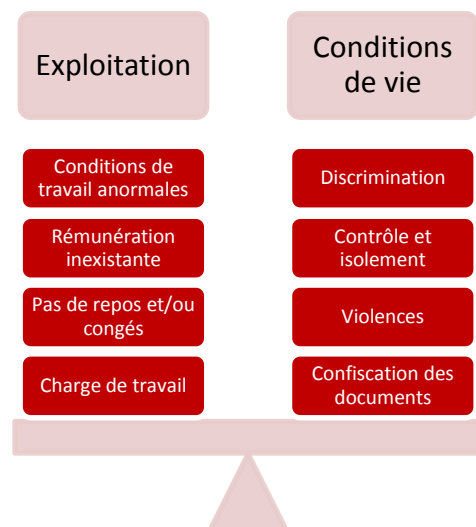 Exploitation
Conditions de
travail anormales
Rémunération
inexistante
Pas de repos et/ou
congés
Charge de travail
Conditions
de vie
Discrimination
Contrôle et
isolement
Violences
Confiscation des
documents